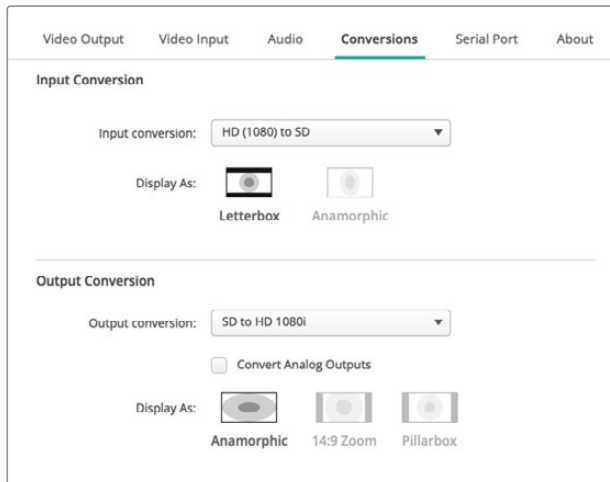 Video Output Video Input Audio Conversions Serial Port About
Input Conversion
Input conversion: HD (1080) to SD
Display As:
Letterbox Anamorphic
Output Conversion
Output conversion: SD to HD 1080i
Convert Analog Outputs
Display As:
Anamorphic 14:9 Zoom Pillarbox